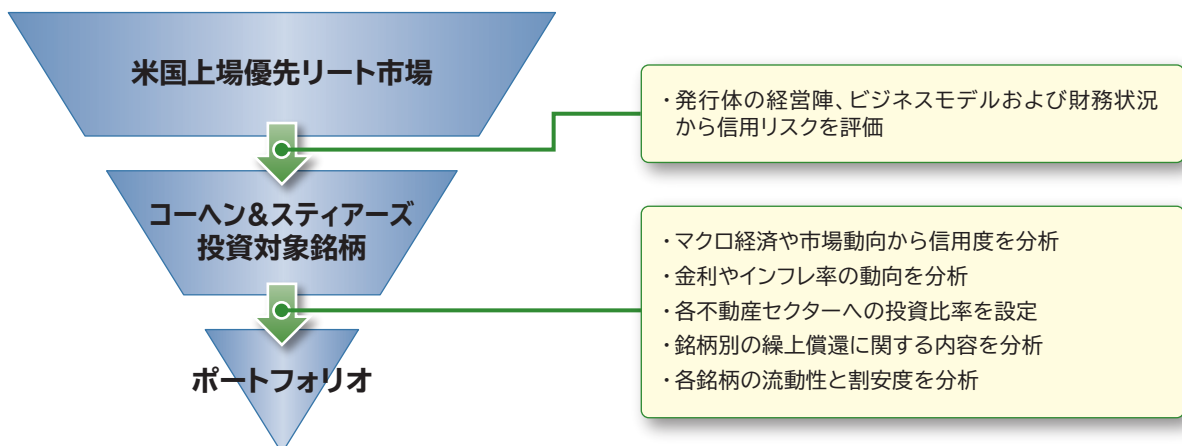 米国上場優先リート市場
・発行体の経営陣、ビジネスモデルおよび財務状況
から信用リスクを評価
コーヘン&スティアーズ
投資対象銘柄
・マクロ経済や市場動向から信用度を分析
・金利やインフレ率の動向を分析
・各不動産セクターへの投資比率を設定
・銘柄別の繰上償還に関する内容を分析
・各銘柄の流動性と割安度を分析
ポートフォリオ